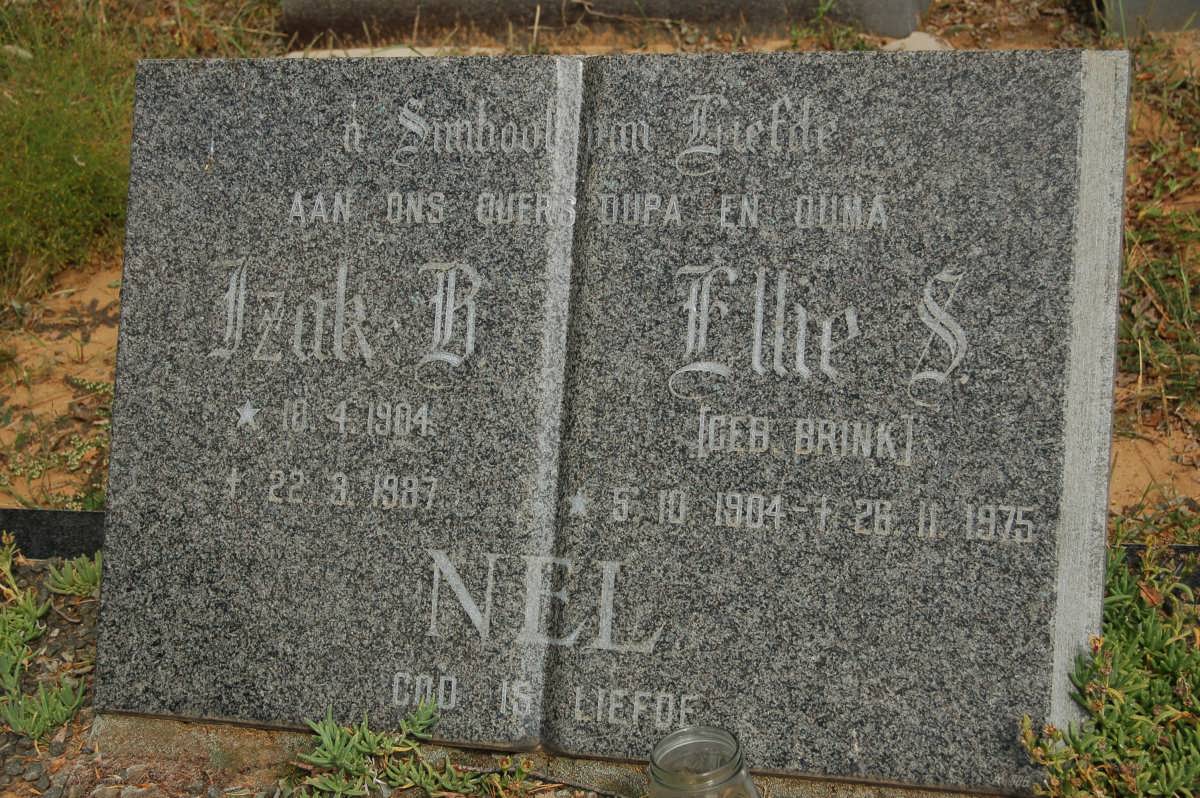 'n Simbool van Liefde
AAN ONS OUERS OUPA EN OUMA
Izak B
Ellie S.
★ 10 4 1904
[GEB. BRINK]
† 22 3 1987
★ 5 10 1904 - † 26 11 1975
NEL
GOD IS LIEFDE